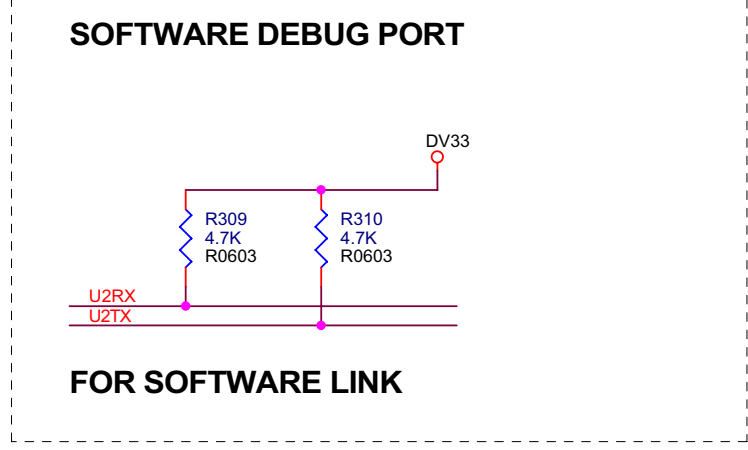 SOFTWARE DEBUG PORT
DV33
R309
4.7K
R0603
R310
4.7K
R0603
U2RX
U2TX
FOR SOFTWARE LINK